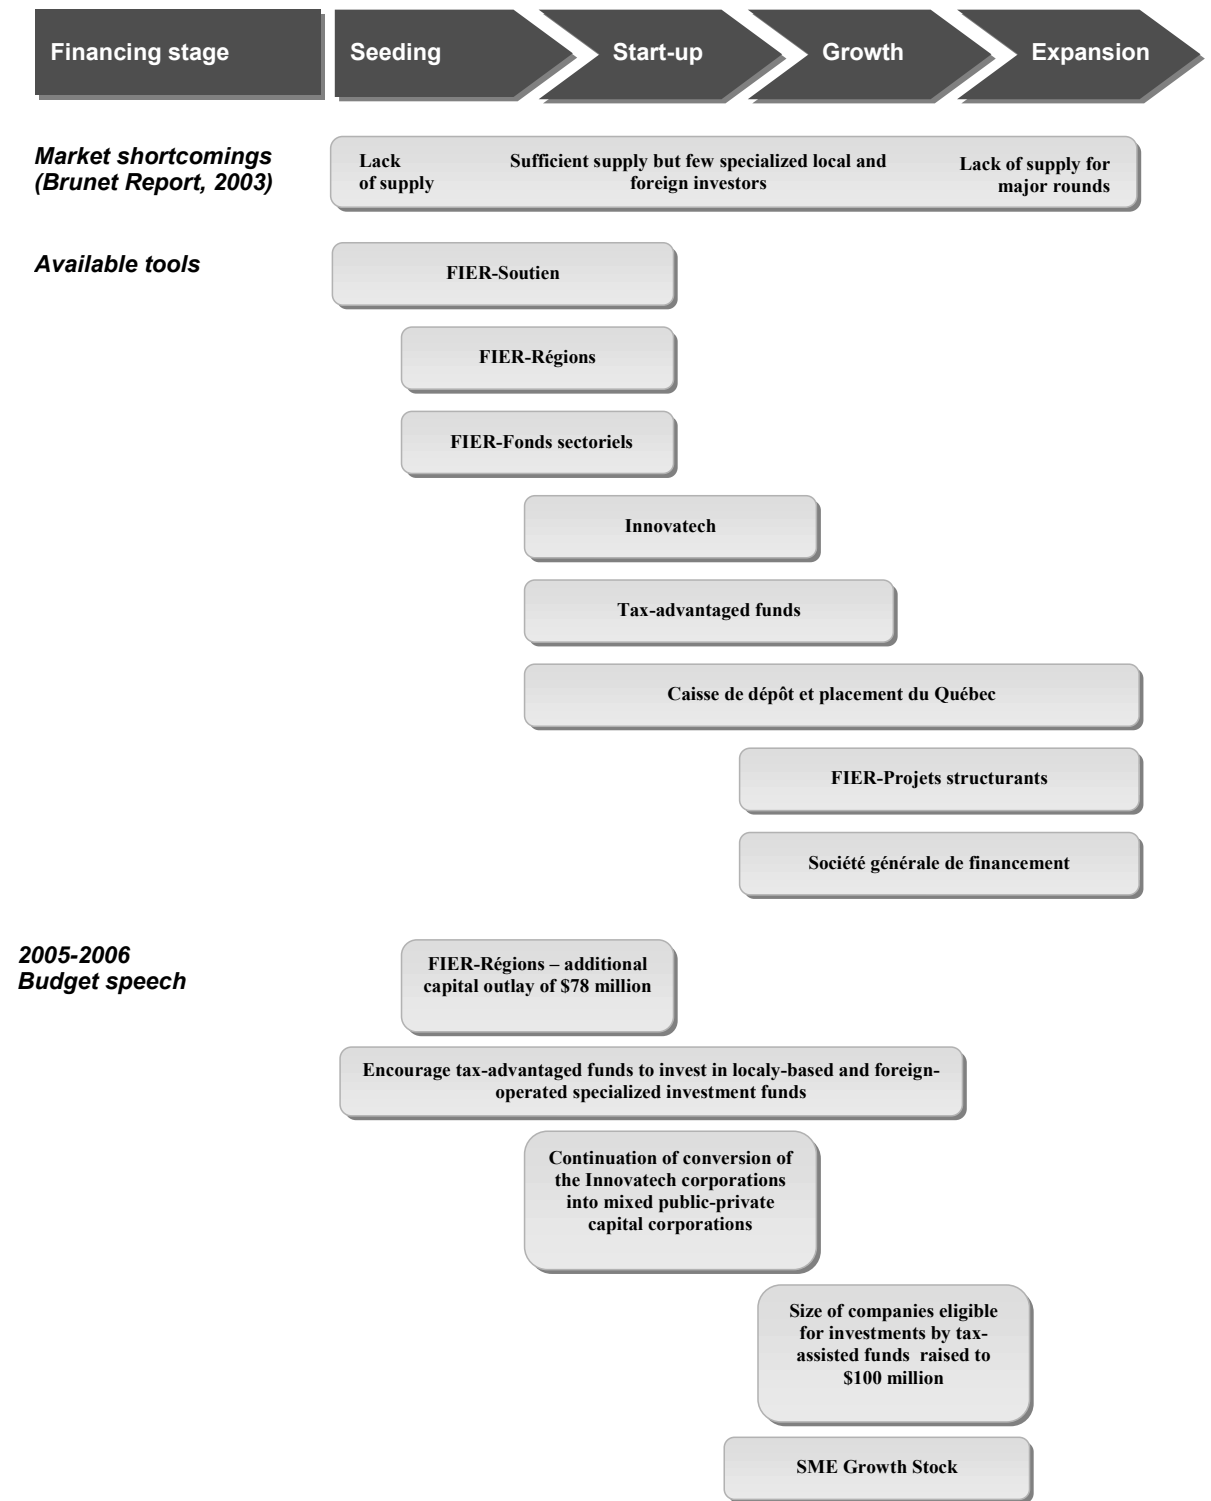 Financing stage
Seeding
Start-up
Growth
Expansion
Market shortcomings
(Brunet Report, 2003)
Lack
of supply
Sufficient supply but few specialized local and
foreign investors
Lack of supply for
major rounds
Available tools
FIER-Soutien
FIER-Régions
FIER-Fonds sectoriels
Innovatech
Tax-advantaged funds
Caisse de dépôt et placement du Québec
FIER-Projets structurants
Société générale de financement
2005-2006
Budget speech
FIER-Régions – additional
capital outlay of $78 million
Encourage tax-advantaged funds to invest in localy-based and foreign-
operated specialized investment funds
Continuation of conversion of
the Innovatech corporations
into mixed public-private
capital corporations
Size of companies eligible
for investments by tax-
assisted funds raised to
$100 million
SME Growth Stock